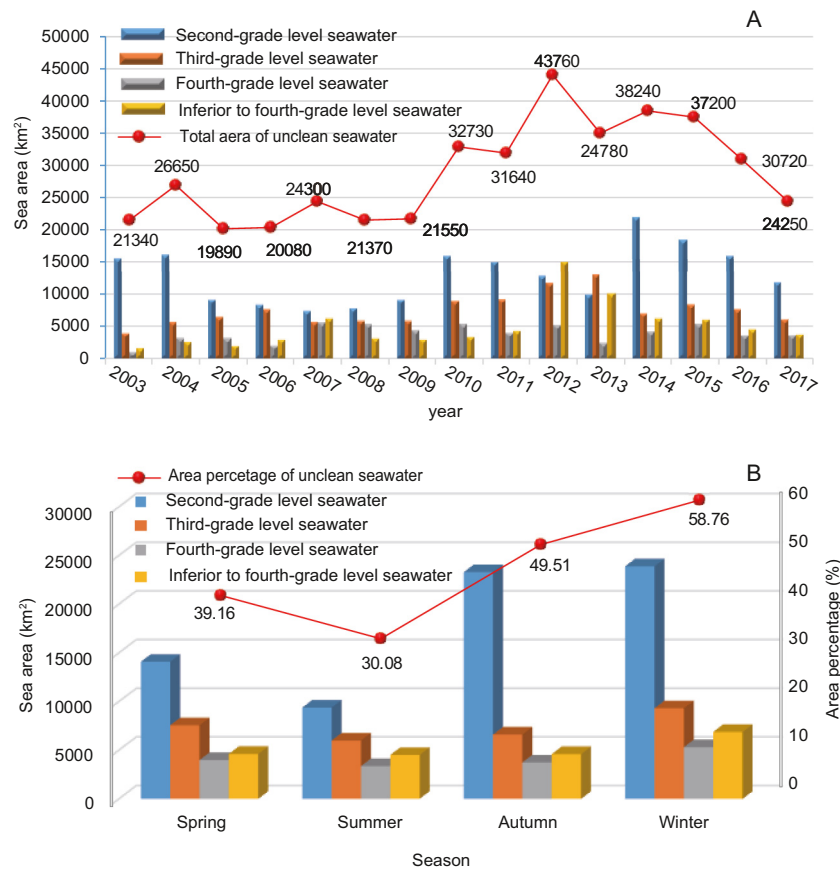 A
Second-grade level seawater
Third-grade level seawater
Fourth-grade level seawater
Inferior to fourth-grade level seawater
Total aera of unclean seawater
Sea area (km²)
50000
45000
40000
35000
30000
25000
20000
15000
10000
5000
0
21340
26650
19890
20080
24300
21370
21550
32730
31640
43760
24780
38240
37200
30720
24250
2003 2004 2005 2006 2007 2008 2009 2010 2011 2012 2013 2014 2015 2016 2017
year
B
Area percetage of unclean seawater
Second-grade level seawater
Third-grade level seawater
Fourth-grade level seawater
Inferior to fourth-grade level seawater
Sea area (km²)
30000
25000
20000
15000
10000
5000
0
39.16
30.08
49.51
58.76
60
50
40
30
20
10
0
Area percentage (%)
Spring Summer Autumn Winter
Season